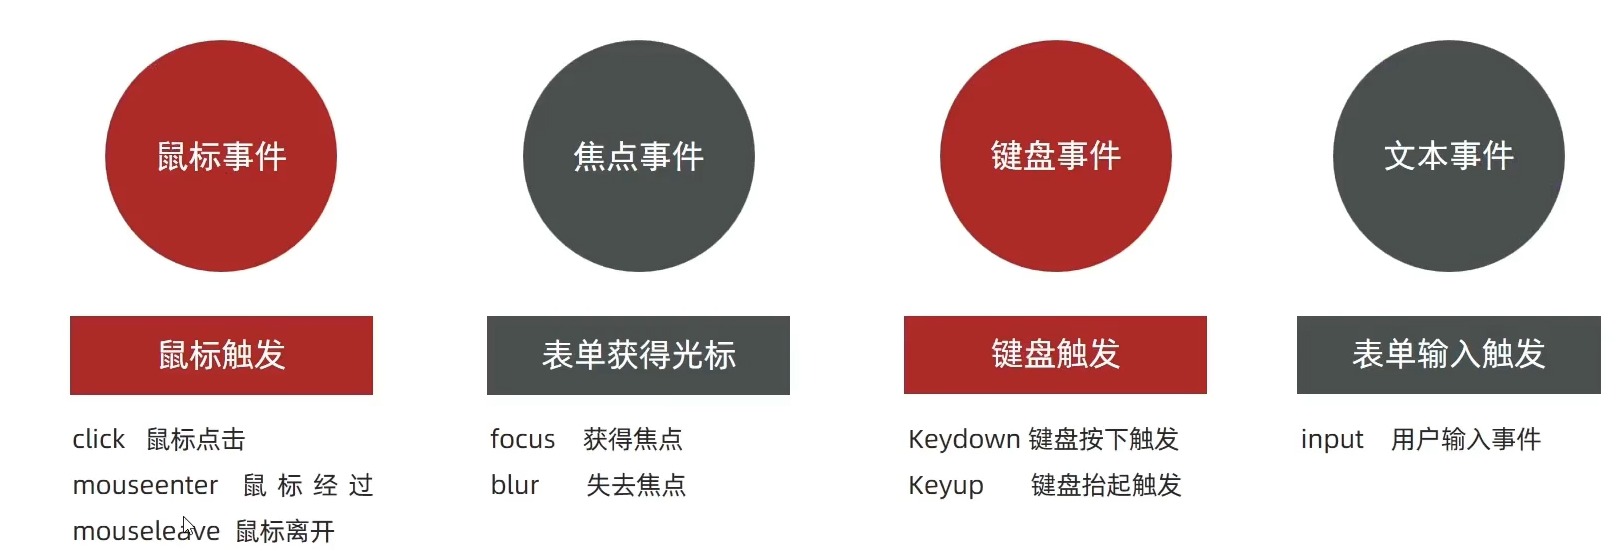 鼠标事件
焦点事件
键盘事件
文本事件
鼠标触发
表单获得光标
键盘触发
表单输入触发
click 鼠标点击
mouseenter 鼠标经过
mouseleave 鼠标离开
focus 获得焦点
blur 失去焦点
Keydown 键盘按下触发
Keyup 键盘抬起触发
input 用户输入事件